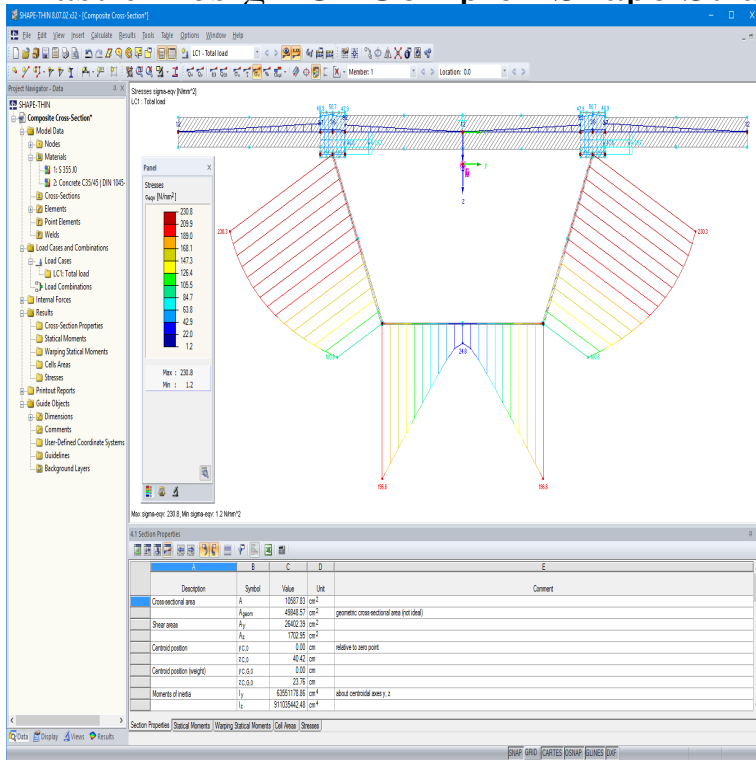 SHAPE-THIN 8.07.02 x32 - [Composite Cross-Section*]
File Edit View Insert Calculate Results Tools Table Options Window Help
LC1 - Total load
Member: 1
Location: 0.0
Project Navigator - Data
SHAPE-THIN
Composite Cross-Section*
Model Data
Nodes
Materials
1: S 355 J0
2: Concrete C35/45 | DIN 1045-
Cross-Sections
Elements
Point Elements
Welds
Load Cases and Combinations
Load Cases
LC1: Total load
Load Combinations
Internal Forces
Results
Cross-Section Properties
Statical Moments
Warping Statical Moments
Cells Areas
Stresses
Printout Reports
Guide Objects
Dimensions
Comments
User-Defined Coordinate Systems
Guidelines
Background Layers
Data Display Views Results
Stresses sigma-eqv [N/mm^2]
LC1 : Total load
y
z
230.3
230.3
100.8
100.8
24.8
196.8
196.8
Panel
Stresses
σeqv [N/mm²]
230.8
209.9
189.0
168.1
147.3
126.4
105.5
84.7
63.8
42.9
22.0
1.2
Max : 230.8
Min : 1.2
Max sigma-eqv: 230.8, Min sigma-eqv: 1.2 N/mm^2
4.1 Section Properties
A B C D E
Description Symbol Value Unit Comment
Cross-sectional area A 10587.83 cm²
Ageom 49848.57 cm² geometric cross-sectional area (not ideal)
Shear areas Ay 26402.39 cm²
Az 1702.95 cm²
Centroid position yC,0 0.00 cm relative to zero point
zC,0 40.42 cm
Centroid position (weight) yC,G,0 0.00 cm
zC,G,0 23.76 cm
Moments of inertia Iy 63551178.86 cm⁴ about centroidal axes y, z
Iz 911035442.48 cm⁴
Section Properties Statical Moments Warping Statical Moments Cell Areas Stresses
SNAP GRID CARTES OSNAP GLINES DXF